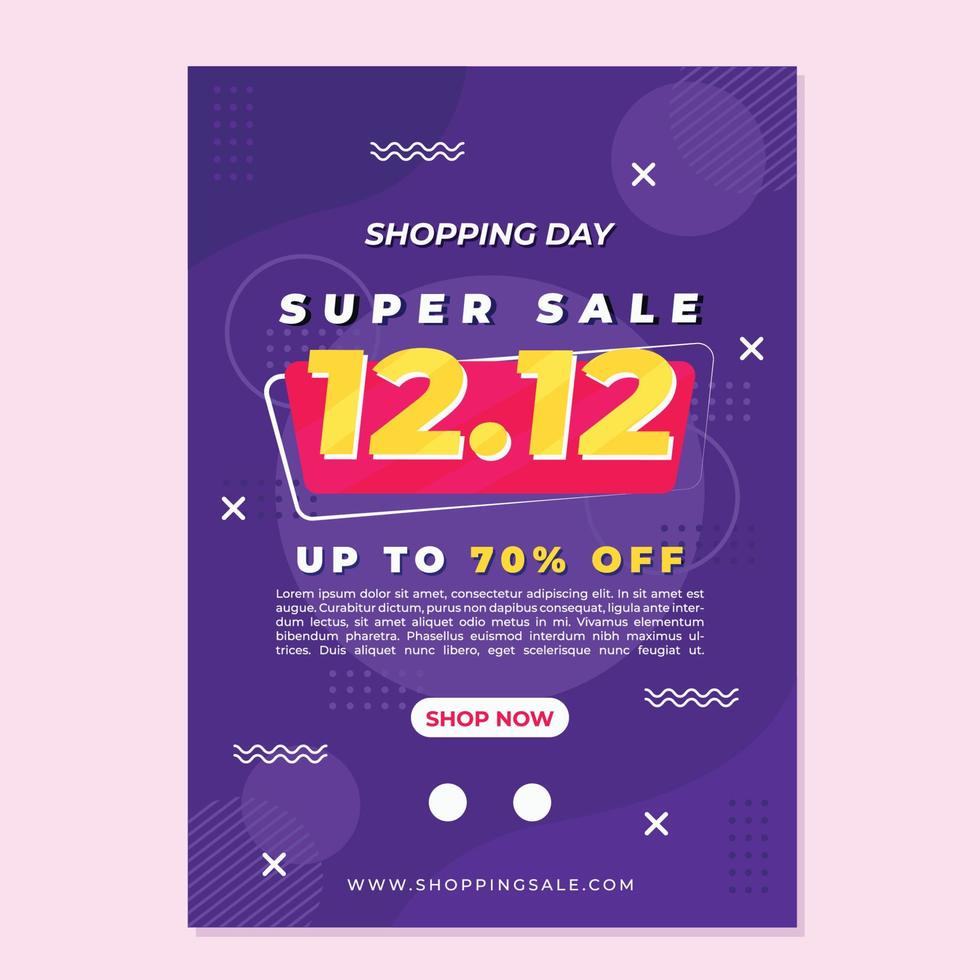 SHOPPING DAY
SUPER SALE
12.12
UP TO 70% OFF
Lorem ipsum dolor sit amet, consectetur adipiscing elit. In est
augue. Curabitur dictum, purus non dapibus consequat, ligula ante inter-
dum lectus, sit amet aliquet odio metus in mi. Vivamus elementum
bibendum pharetra. Phasellus euismod interdum nibh maximus ul-
trices. Duis aliquet nunc libero, eget scelerisque nunc feugiat ut.
SHOP NOW
WWW.SHOPPINGSALE.COM